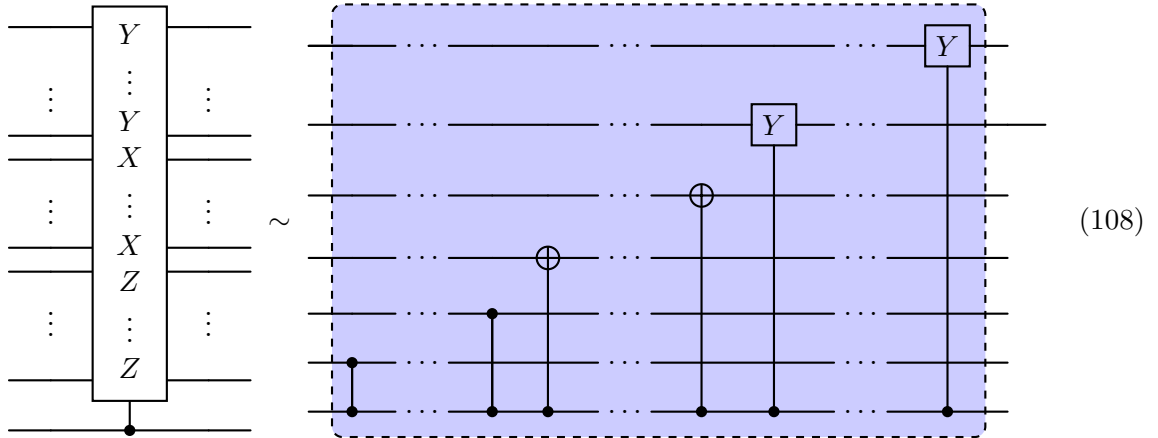 Y
⋮
Y
X
⋮
X
Z
⋮
Z
⋮ ⋮
⋮ ⋮
⋮ ⋮
∼
⋯ ⋯ ⋯ Y
⋯ ⋯ Y ⋯
⋯ ⋯ ⋯
⋯ ⋯ ⋯
⋯ ⋯ ⋯
⋯ ⋯ ⋯
⋯ ⋯ ⋯
(108)